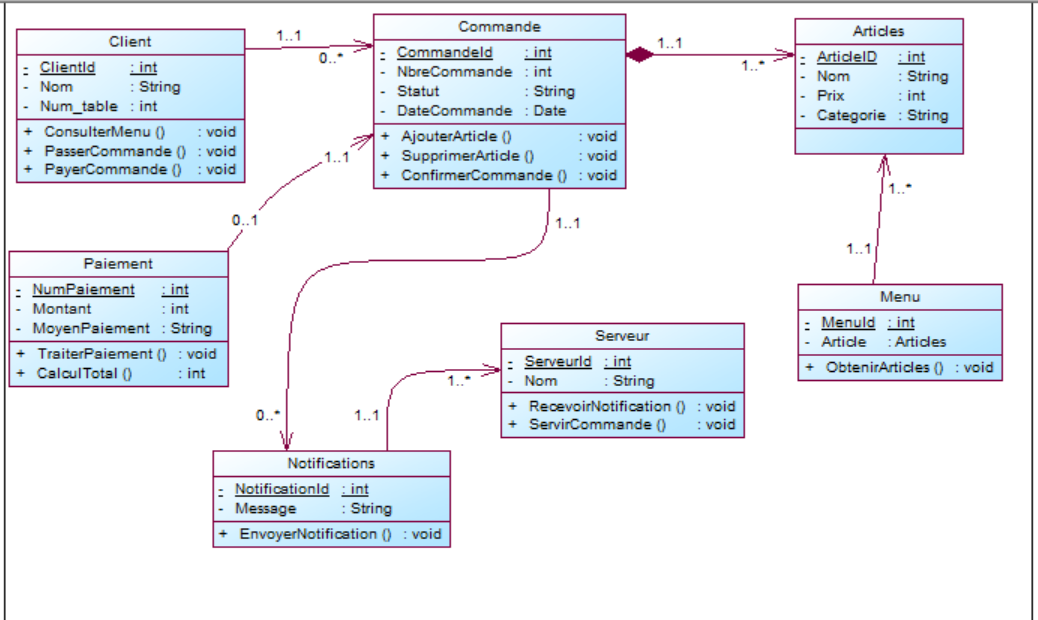 Client
- ClientId : int
- Nom : String
- Num_table : int
+ ConsulterMenu () : void
+ PasserCommande () : void
+ PayerCommande () : void
1..1
0..*
Commande
- CommandeId : int
- NbreCommande : int
- Statut : String
- DateCommande : Date
+ AjouterArticle () : void
+ SupprimerArticle () : void
+ ConfirmerCommande () : void
1..1
1..*
Articles
- ArticleID : int
- Nom : String
- Prix : int
- Categorie : String
1..1
0..1
1..1
1..*
1..1
Paiement
- NumPaiement : int
- Montant : int
- MoyenPaiement : String
+ TraiterPaiement () : void
+ CalculTotal () : int
Menu
- MenuId : int
- Article : Articles
+ ObtenirArticles () : void
Serveur
- ServeurId : int
- Nom : String
+ RecevoirNotification () : void
+ ServirCommande () : void
1..*
0..*
1..1
Notifications
- NotificationId : int
- Message : String
+ EnvoyerNotification () : void